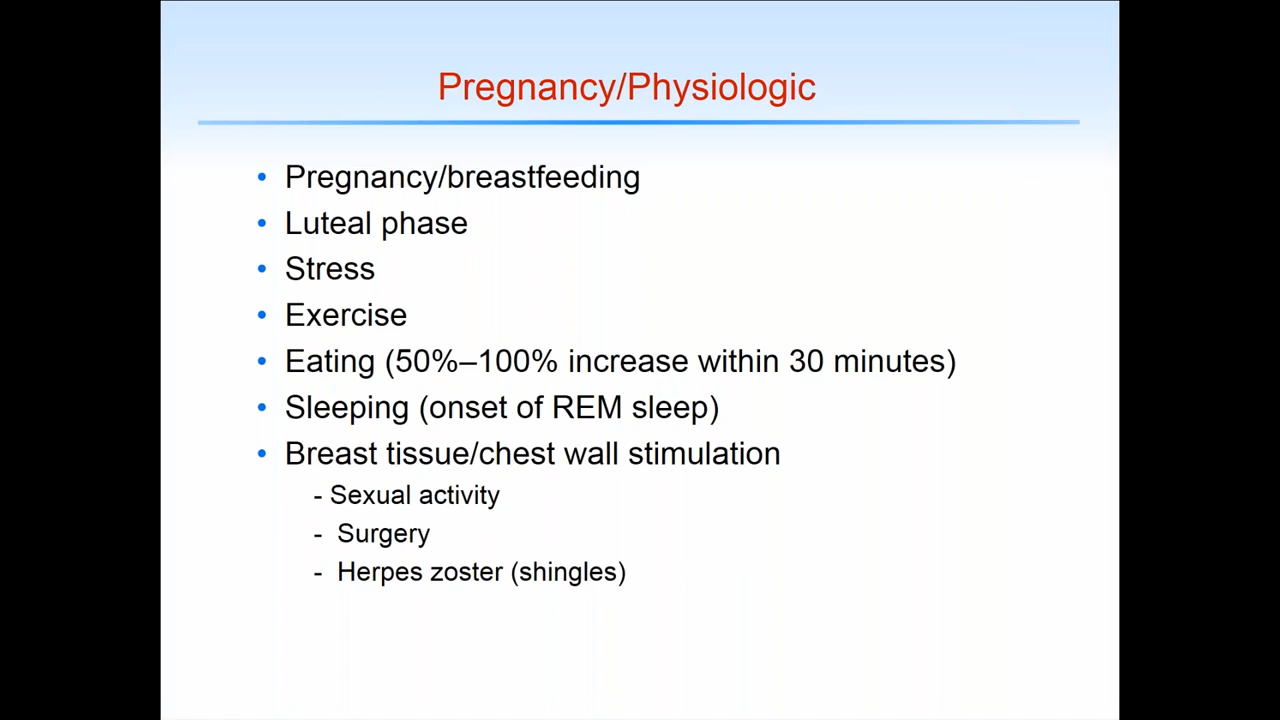 Pregnancy/Physiologic
• Pregnancy/breastfeeding
• Luteal phase
• Stress
• Exercise
• Eating (50%–100% increase within 30 minutes)
• Sleeping (onset of REM sleep)
• Breast tissue/chest wall stimulation
- Sexual activity
- Surgery
- Herpes zoster (shingles)